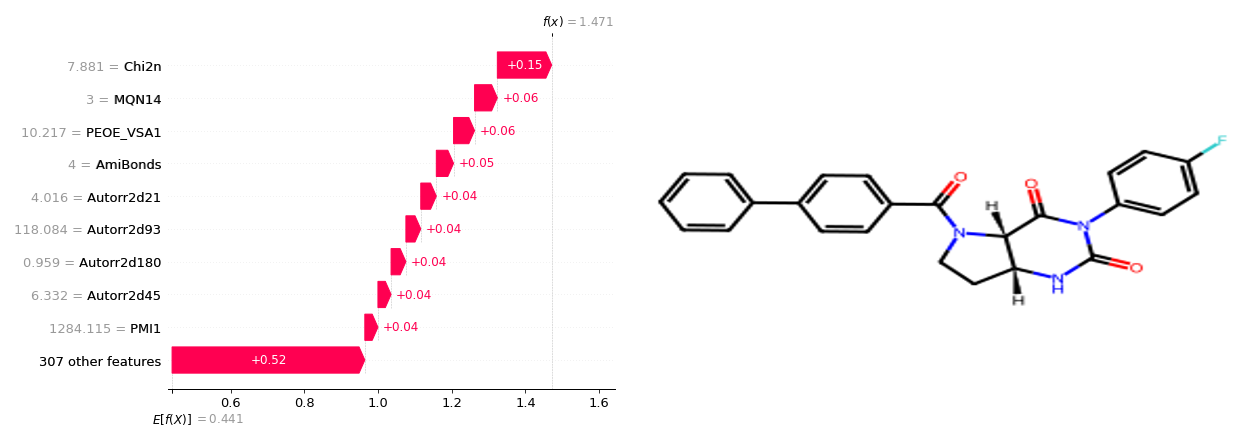 f(x) = 1.471
7.881 = Chi2n +0.15
3 = MQN14 +0.06
10.217 = PEOE_VSA1 +0.06
4 = AmiBonds +0.05
4.016 = Autorr2d21 +0.04
118.084 = Autorr2d93 +0.04
0.959 = Autorr2d180 +0.04
6.332 = Autorr2d45 +0.04
1284.115 = PMI1 +0.04
307 other features +0.52
0.6 0.8 1.0 1.2 1.4 1.6
E[f(X)] = 0.441
F
O
O
H
N
N
O
N
H
H